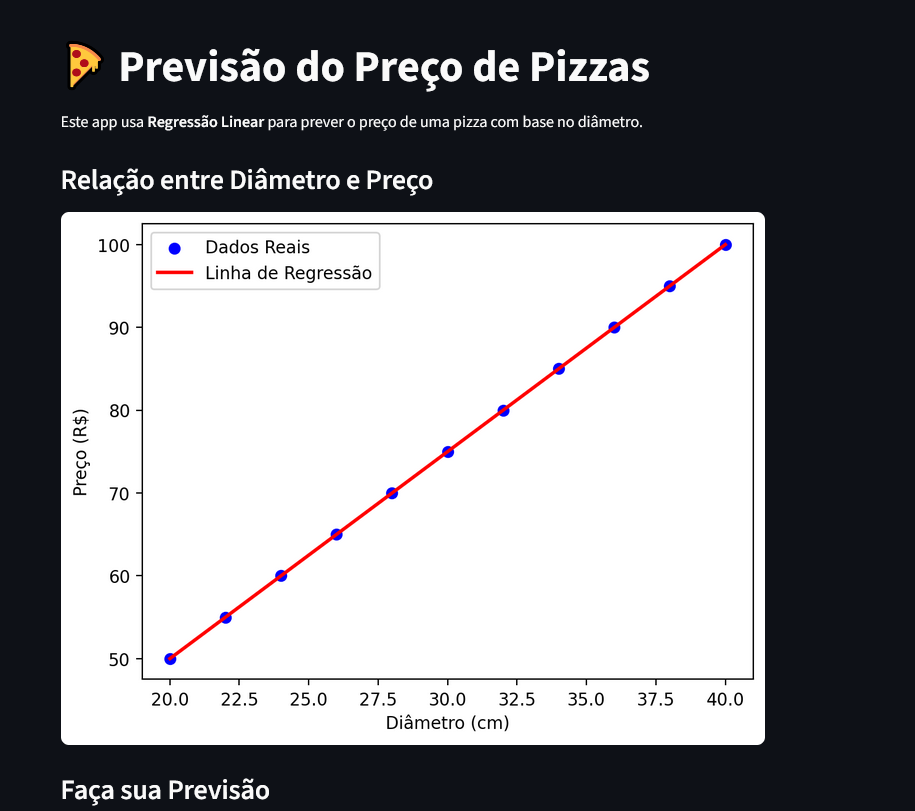 Previsão do Preço de Pizzas
Este app usa Regressão Linear para prever o preço de uma pizza com base no diâmetro.
Relação entre Diâmetro e Preço
Dados Reais
Linha de Regressão
100
90
80
70
60
50
Preço (R$)
20.0 22.5 25.0 27.5 30.0 32.5 35.0 37.5 40.0
Diâmetro (cm)
Faça sua Previsão